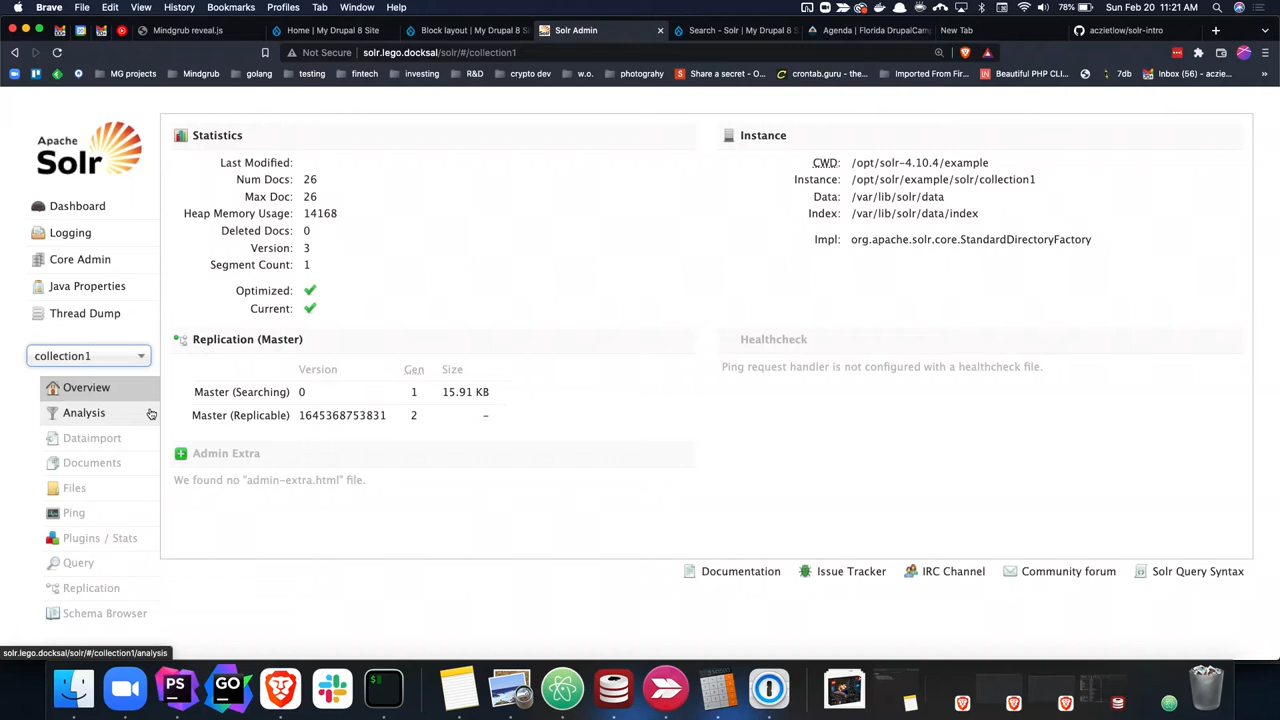 Brave File Edit View History Bookmarks Profiles Tab Window Help 78% Sun Feb 20 11:21 AM
Mindgrub reveal.js Home | My Drupal 8 Site Block layout | My Drupal 8 S Solr Admin Search - Solr | My Drupal 8 S Agenda | Florida DrupalCamp New Tab aczietlow/solr-intro
Not Secure solr.lego.docksal/solr/#/collection1
MG projects Mindgrub golang testing fintech investing R&D crypto dev w.o. photography Share a secret - O... crontab.guru - the... Imported From Fir... Beautiful PHP CLI... 7db Inbox (56) - aczie...
Apache
Solr
Dashboard
Logging
Core Admin
Java Properties
Thread Dump
collection1
Overview
Analysis
Dataimport
Documents
Files
Ping
Plugins / Stats
Query
Replication
Schema Browser
Statistics
Last Modified:
Num Docs: 26
Max Doc: 26
Heap Memory Usage: 14168
Deleted Docs: 0
Version: 3
Segment Count: 1
Optimized:
Current:
Instance
CWD: /opt/solr-4.10.4/example
Instance: /opt/solr/example/solr/collection1
Data: /var/lib/solr/data
Index: /var/lib/solr/data/index
Impl: org.apache.solr.core.StandardDirectoryFactory
Replication (Master)
Version Gen Size
Master (Searching) 0 1 15.91 KB
Master (Replicable) 1645368753831 2 -
Healthcheck
Ping request handler is not configured with a healthcheck file.
Admin Extra
We found no "admin-extra.html" file.
Documentation Issue Tracker IRC Channel Community forum Solr Query Syntax
solr.lego.docksal/solr/#/collection1/analysis
PS GO